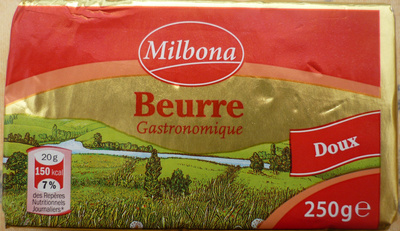 Milbona
Beurre
Gastronomique
Doux
20g
150 kcal
7%
des Repères
Nutritionnels
Journaliers*
250g℮